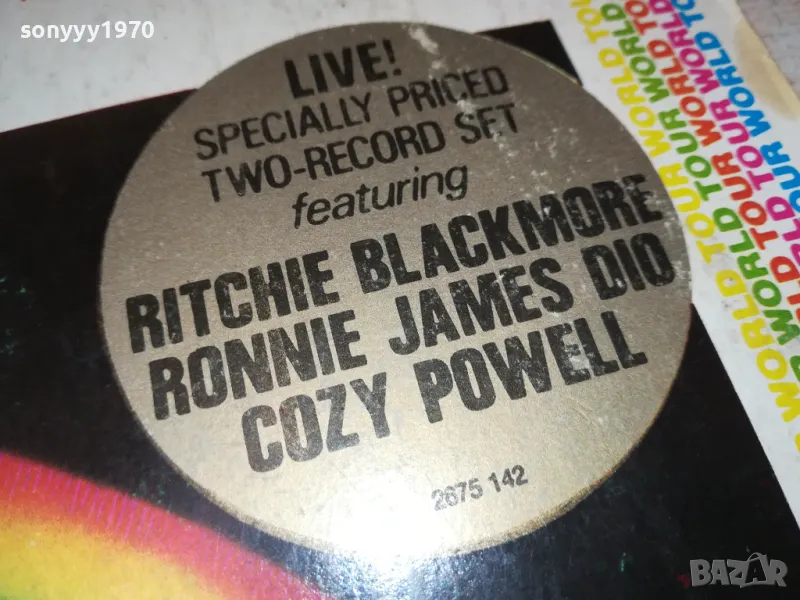 sonyyy1970
LIVE!
SPECIALLY PRICED
TWO-RECORD SET
featuring
RITCHIE BLACKMORE
RONNIE JAMES DIO
COZY POWELL
2675 142
WORLD TOUR WORLD TOUR WORLD TOUR
BAZAR